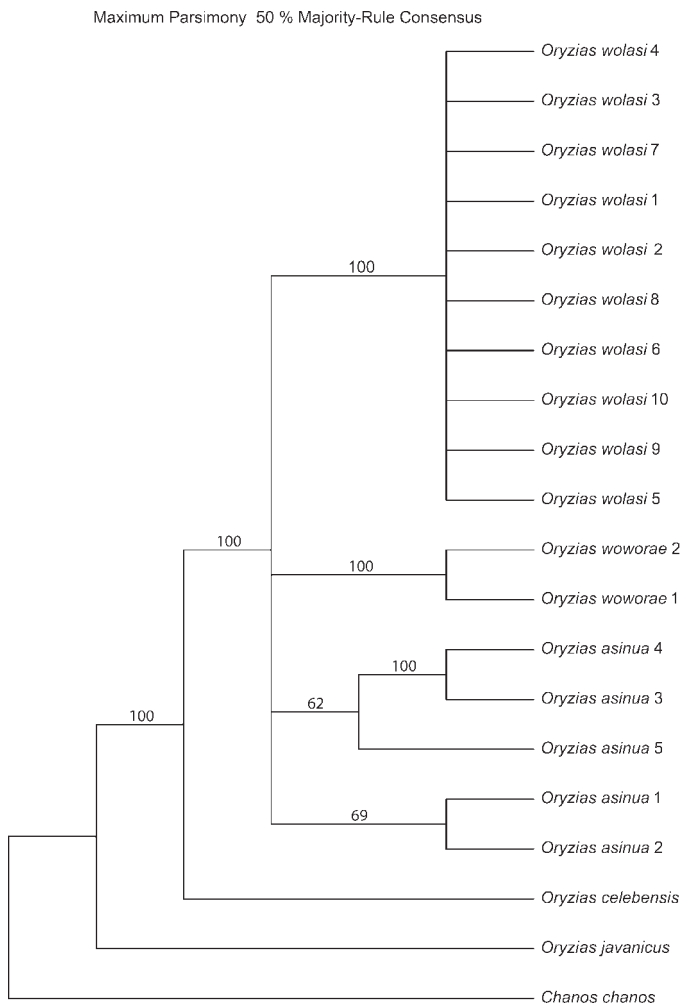 Maximum Parsimony 50 % Majority-Rule Consensus
Oryzias wolasi 4
Oryzias wolasi 3
Oryzias wolasi 7
Oryzias wolasi 1
Oryzias wolasi 2
100
Oryzias wolasi 8
Oryzias wolasi 6
Oryzias wolasi 10
Oryzias wolasi 9
Oryzias wolasi 5
100
Oryzias woworae 2
100
Oryzias woworae 1
Oryzias asinua 4
100
Oryzias asinua 3
62
100
Oryzias asinua 5
Oryzias asinua 1
69
Oryzias asinua 2
Oryzias celebensis
Oryzias javanicus
Chanos chanos